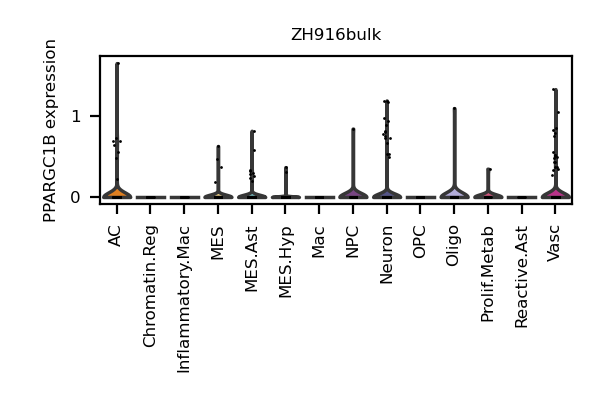 ZH916bulk
PPARGC1B expression
1
0
AC
Chromatin.Reg
Inflammatory.Mac
MES
MES.Ast
MES.Hyp
Mac
NPC
Neuron
OPC
Oligo
Prolif.Metab
Reactive.Ast
Vasc